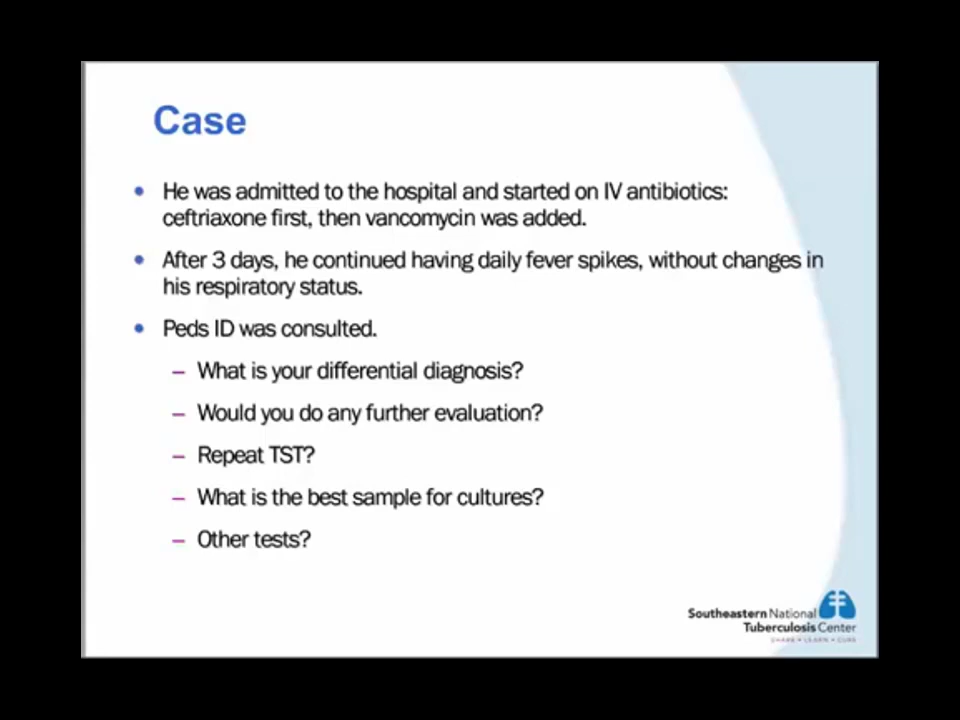 Case
• He was admitted to the hospital and started on IV antibiotics:
ceftriaxone first, then vancomycin was added.
• After 3 days, he continued having daily fever spikes, without changes in
his respiratory status.
• Peds ID was consulted.
– What is your differential diagnosis?
– Would you do any further evaluation?
– Repeat TST?
– What is the best sample for cultures?
– Other tests?
Southeastern National
Tuberculosis Center
SHARE • LEARN • CURE